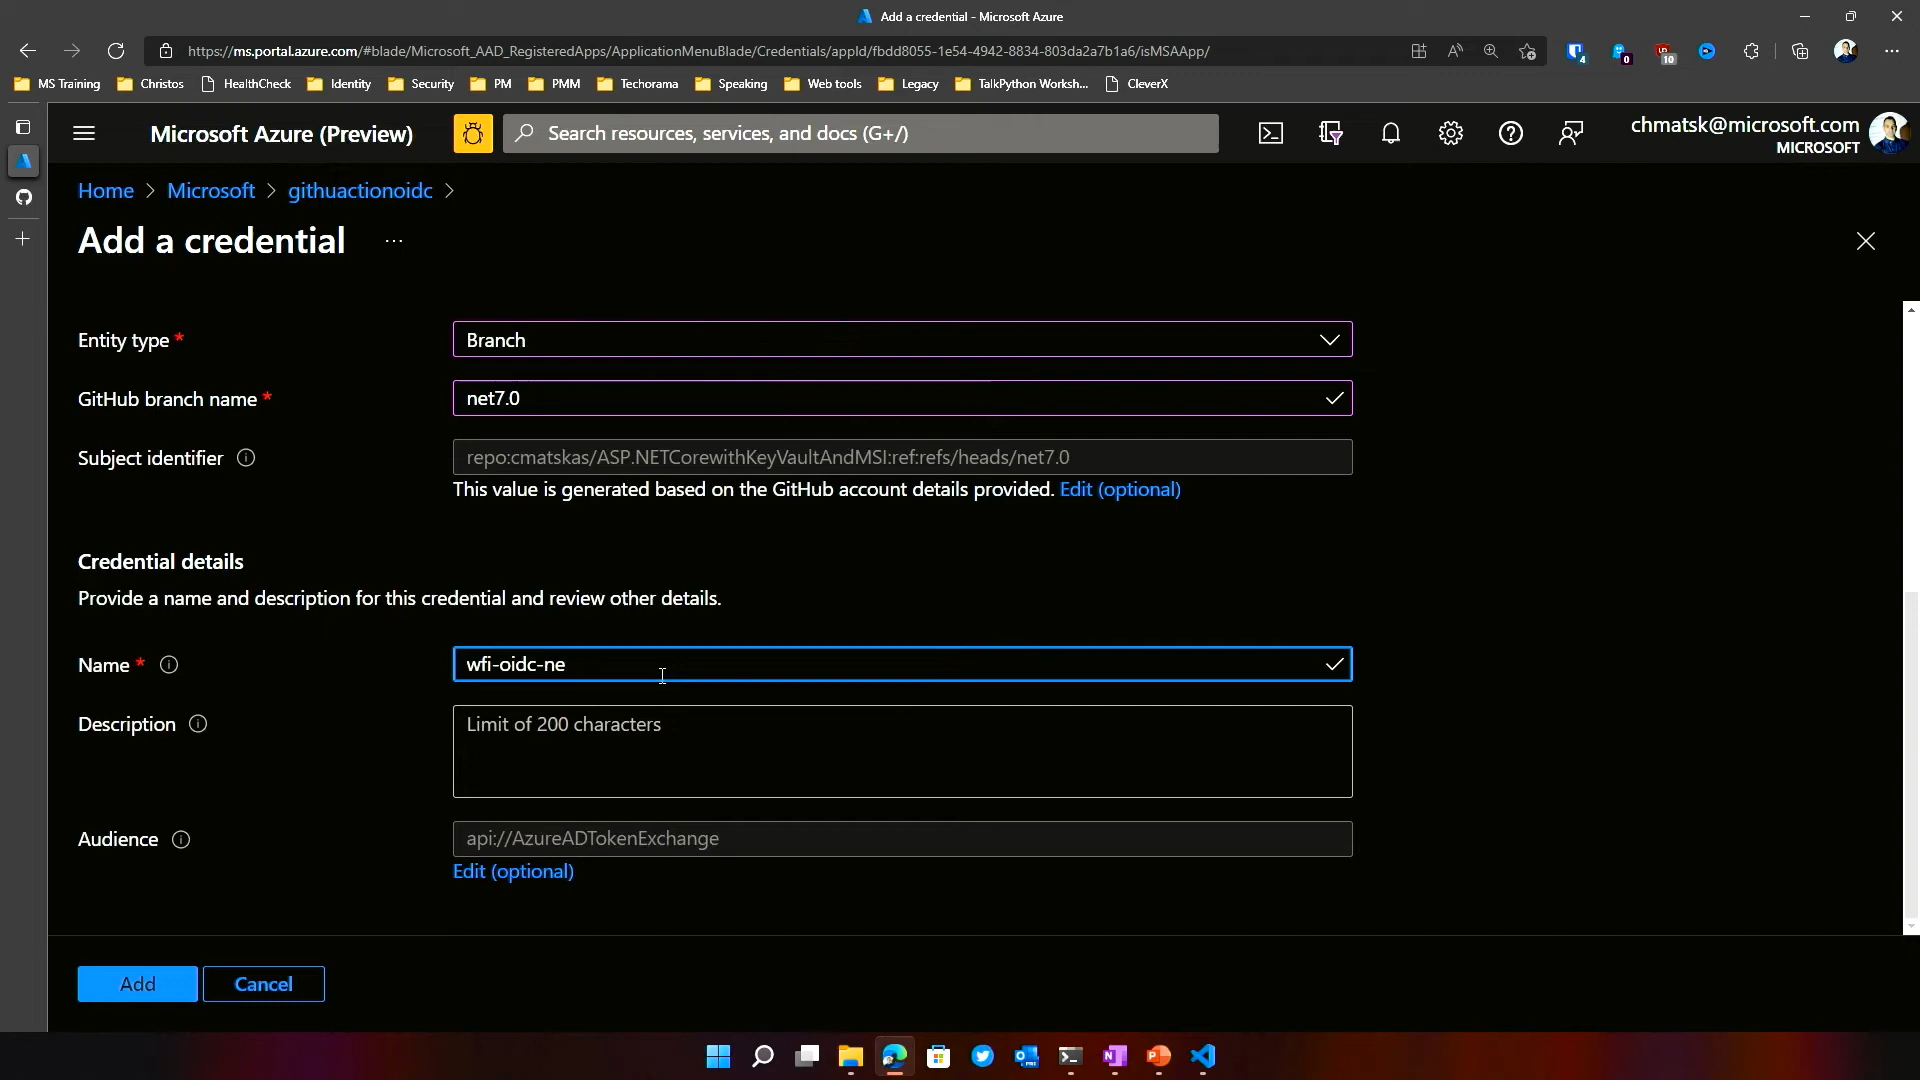 Add a credential - Microsoft Azure
https://ms.portal.azure.com/#blade/Microsoft_AAD_RegisteredApps/ApplicationMenuBlade/Credentials/appId/fbdd8055-1e54-4942-8834-803da2a7b1a6/isMSAApp/
4
0
10
MS Training Christos HealthCheck Identity Security PM PMM Techorama Speaking Web tools Legacy TalkPython Worksh... CleverX
Microsoft Azure (Preview)
Search resources, services, and docs (G+/)
chmatsk@microsoft.com
MICROSOFT
Home > Microsoft > githuactionoidc >
Add a credential ...
Entity type *
Branch
GitHub branch name *
net7.0
Subject identifier
repo:cmatskas/ASP.NETCorewithKeyVaultAndMSI:ref:refs/heads/net7.0
This value is generated based on the GitHub account details provided. Edit (optional)
Credential details
Provide a name and description for this credential and review other details.
Name *
wfi-oidc-ne
Description
Limit of 200 characters
Audience
api://AzureADTokenExchange
Edit (optional)
Add
Cancel